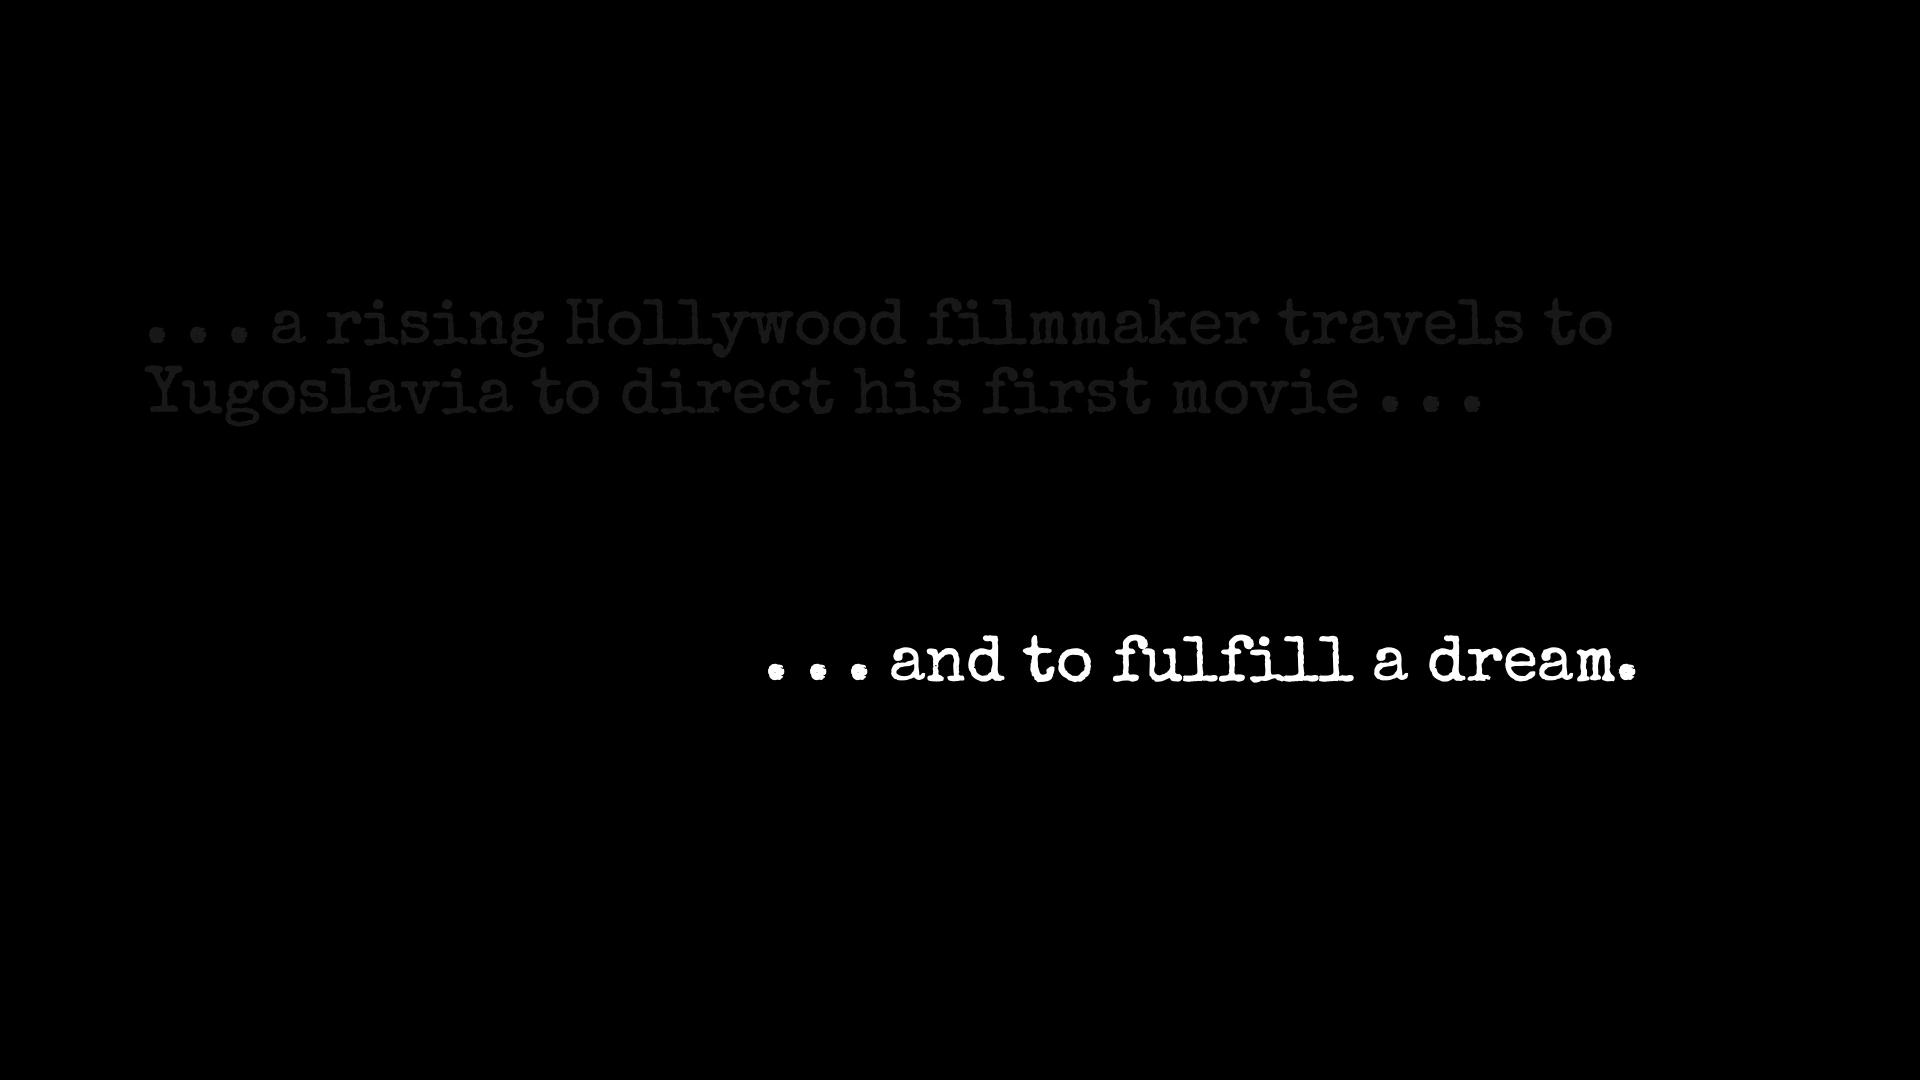 . . . a rising Hollywood filmmaker travels to
Yugoslavia to direct his first movie . . .
. . . and to fulfill a dream.